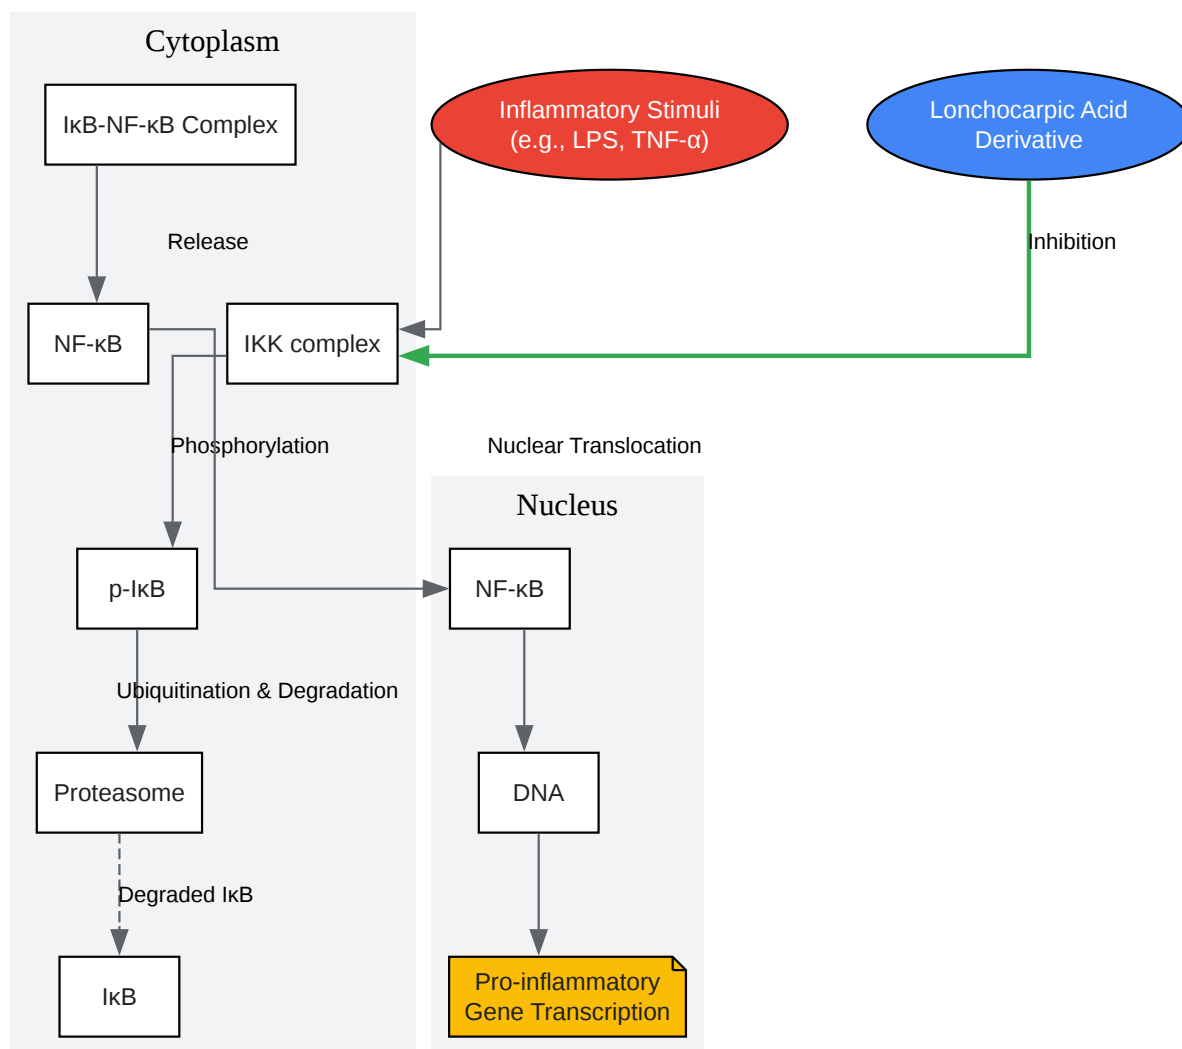 Cytoplasm
IκB-NF-κB Complex
Inflammatory Stimuli
(e.g., LPS, TNF-α)
Lonchocarpic Acid
Derivative
Release
Inhibition
NF-κB
IKK complex
Phosphorylation
Nuclear Translocation
Nucleus
p-IκB
NF-κB
Ubiquitination & Degradation
Proteasome
DNA
Degraded IκB
IκB
Pro-inflammatory
Gene Transcription